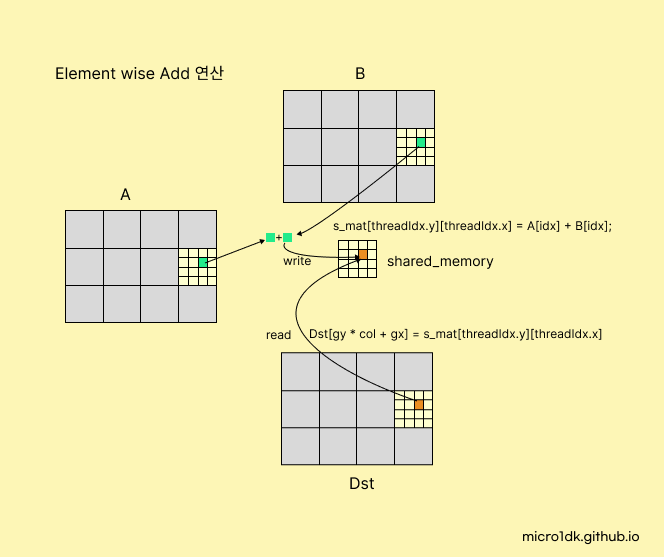 Element wise Add 연산
B
A
s_mat[threadIdx.y][threadIdx.x] = A[idx] + B[idx];
+
write
shared_memory
read
Dst[gy * col + gx] = s_mat[threadIdx.y][threadIdx.x]
Dst
micro1dk.github.io